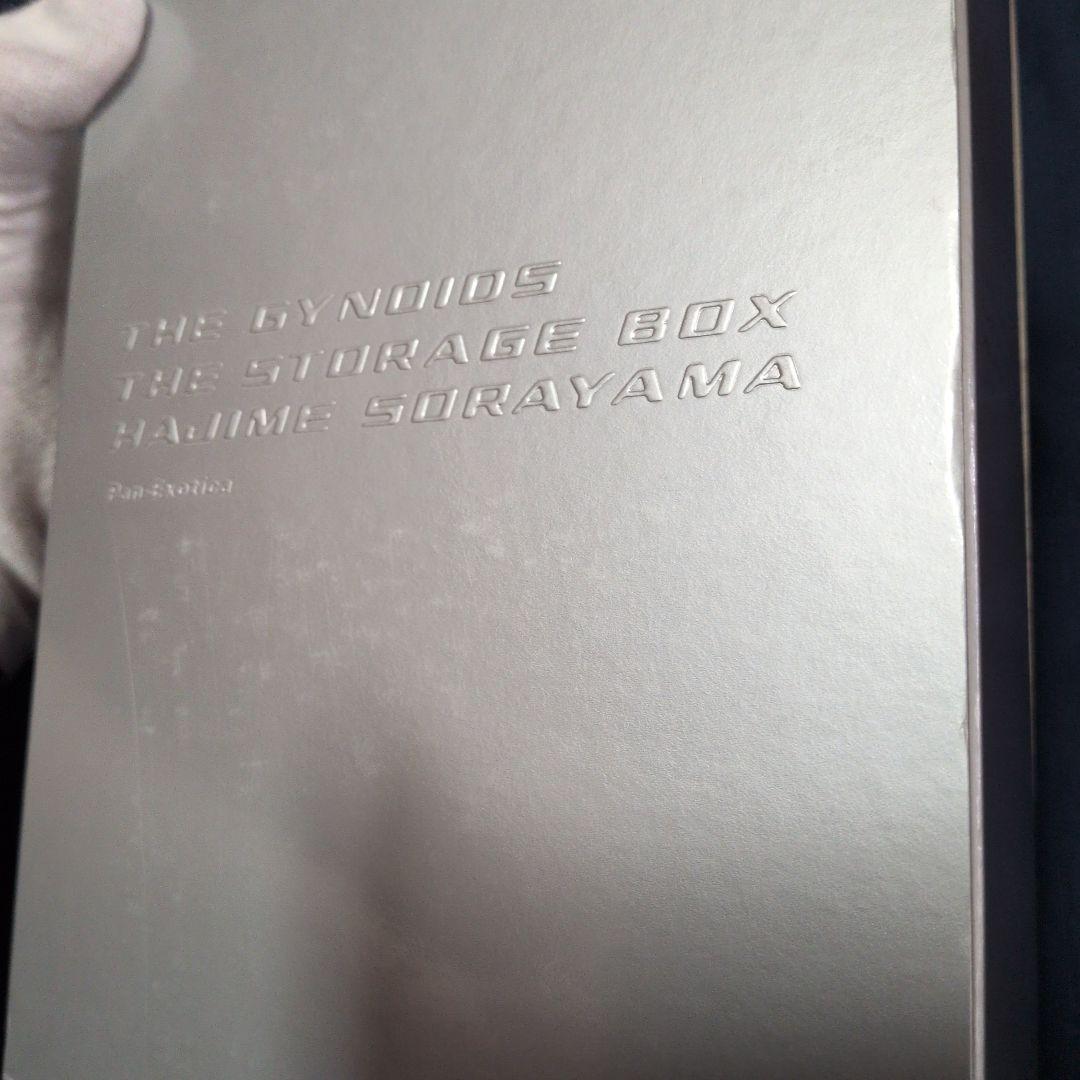 THE GYNOIDS
THE STORAGE BOX
HAJIME SORAYAMA
Pan-Exotica